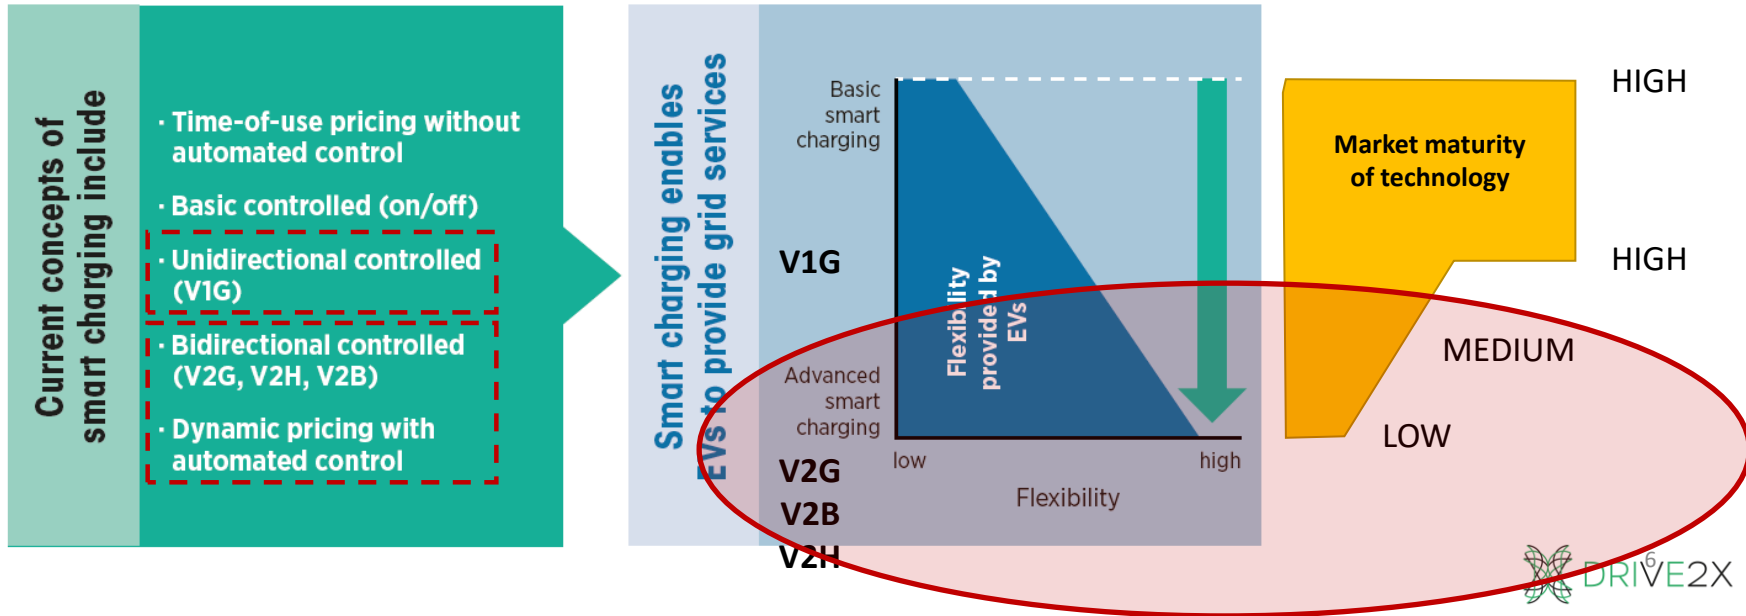 Current concepts of
smart charging include
· Time-of-use pricing without
automated control
· Basic controlled (on/off)
· Unidirectional controlled
(V1G)
· Bidirectional controlled
(V2G, V2H, V2B)
· Dynamic pricing with
automated control
Smart charging enables
EVs to provide grid services
Basic
smart
charging
V1G
Advanced
smart
charging
V2G
V2B
V2H
Flexibility
provided by
EVs
low
high
Flexibility
Market maturity
of technology
HIGH
HIGH
MEDIUM
LOW
6
DRIVE2X